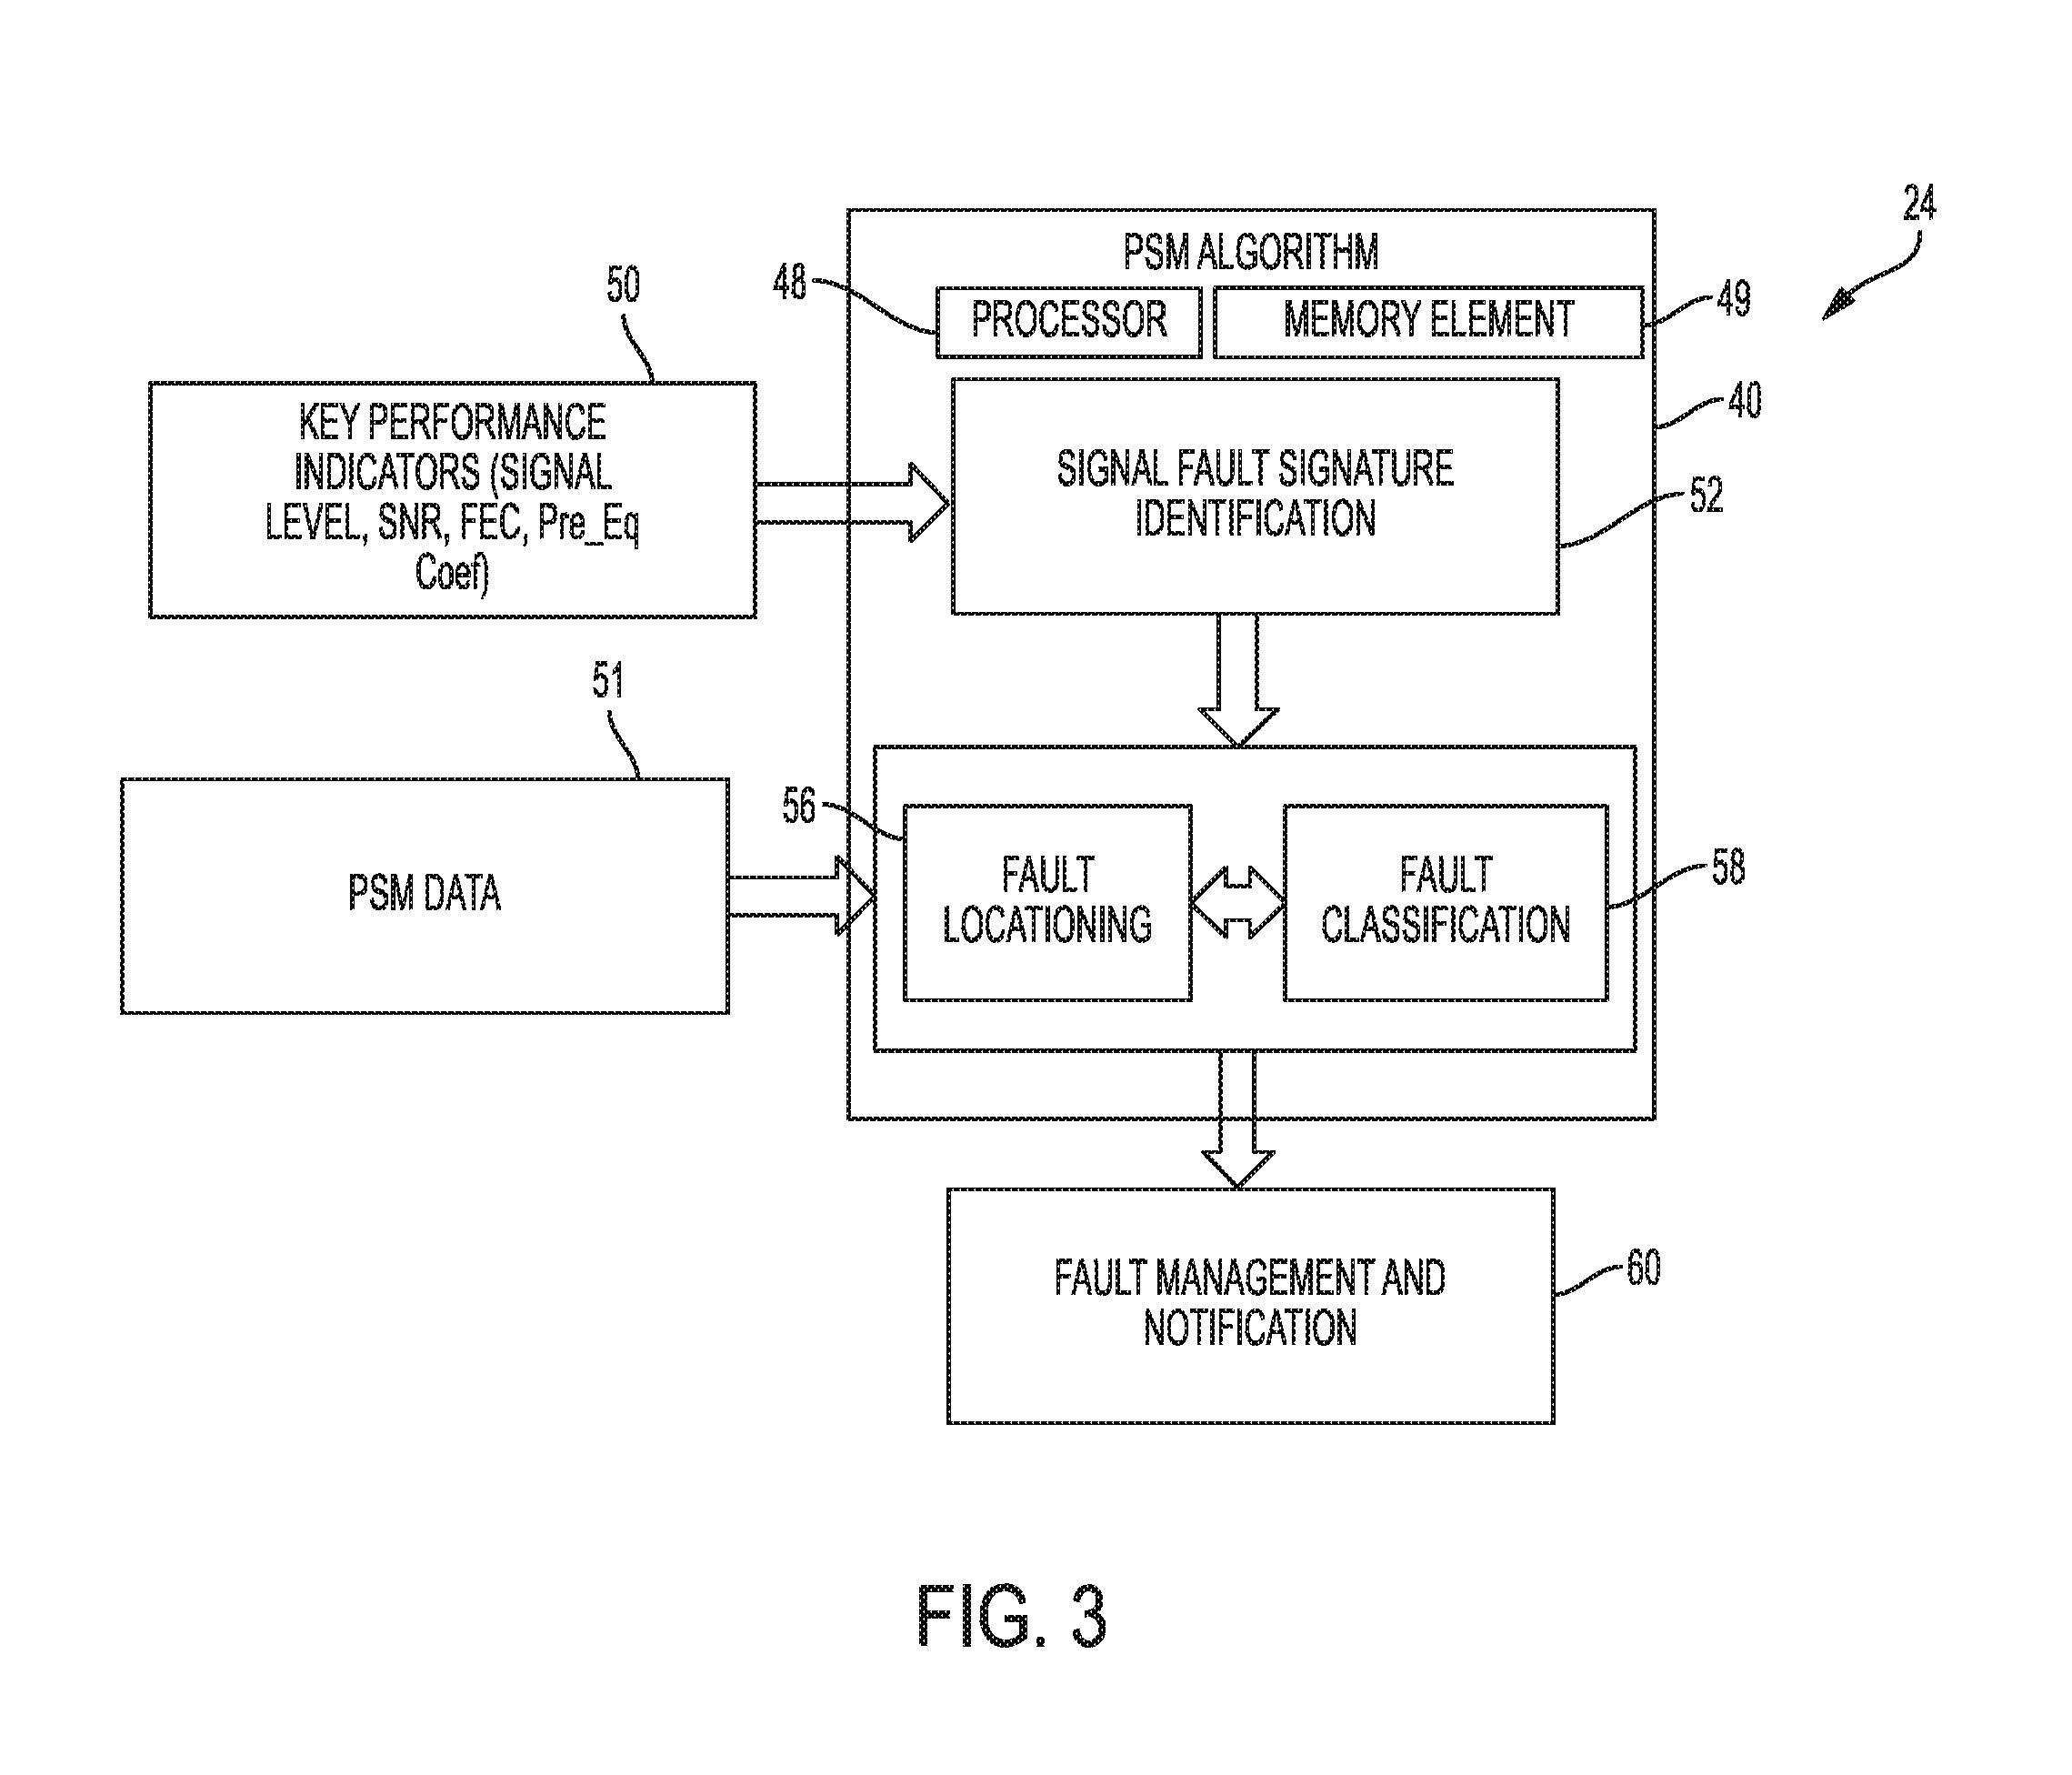 24
PSM ALGORITHM
48
PROCESSOR
MEMORY ELEMENT
49
50
40
KEY PERFORMANCE
INDICATORS (SIGNAL
LEVEL, SNR, FEC, Pre_Eq
Coef)
SIGNAL FAULT SIGNATURE
IDENTIFICATION
52
51
PSM DATA
56
FAULT
LOCATIONING
FAULT
CLASSIFICATION
58
FAULT MANAGEMENT AND
NOTIFICATION
60
FIG. 3